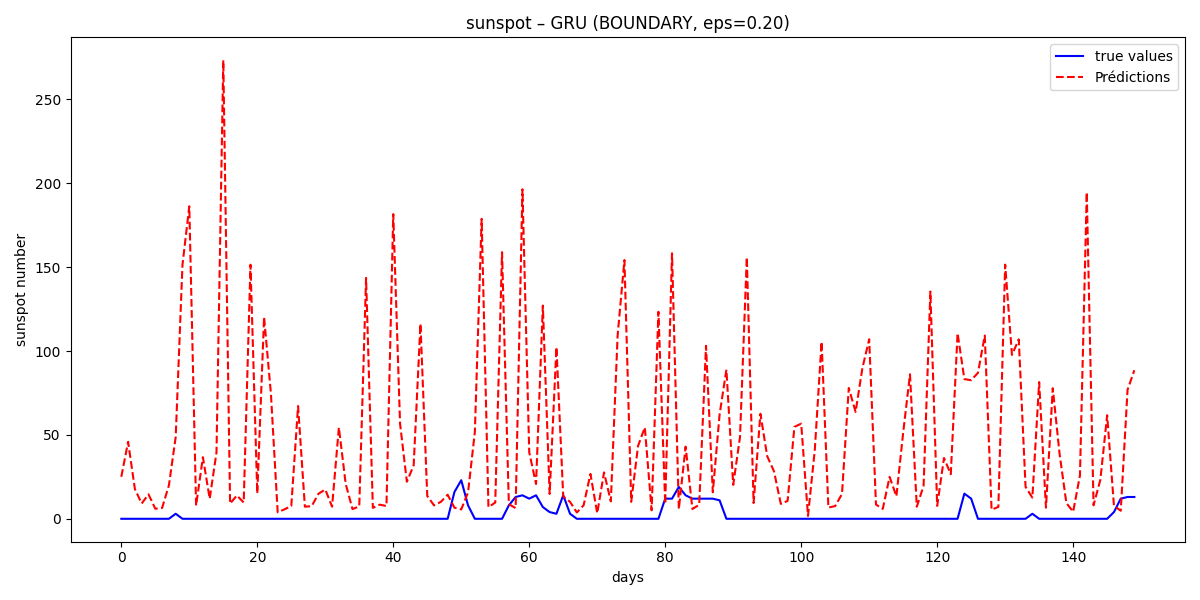 sunspot – GRU (BOUNDARY, eps=0.20)
true values
Prédictions
sunspot number
250
200
150
100
50
0
0 20 40 60 80 100 120 140
days